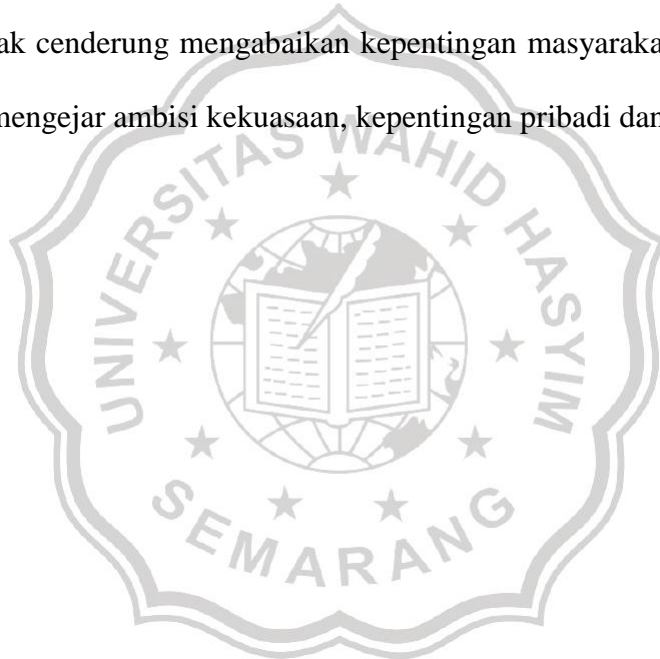 ak cenderung mengabaikan kepentingan masyaraka
mengejar ambisi kekuasaan, kepentingan pribadi dan
UNIVERSITAS WAHID HASYIM
SEMARANG